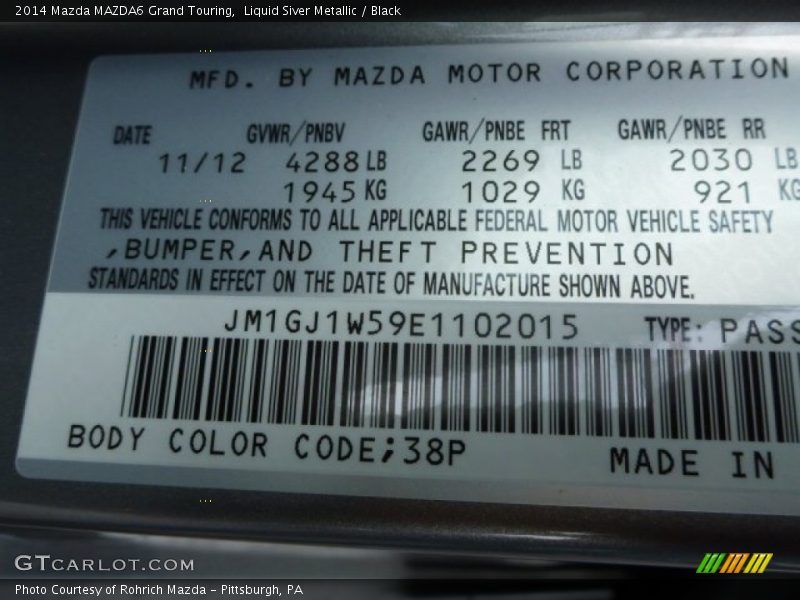 2014 Mazda MAZDA6 Grand Touring,  Liquid Siver Metallic / Black
MFD. BY MAZDA MOTOR CORPORATION
DATE GVWR/PNBV GAWR/PNBE FRT GAWR/PNBE RR
11/12 4288 LB 2269 LB 2030 LB
1945 KG 1029 KG 921 KG
THIS VEHICLE CONFORMS TO ALL APPLICABLE FEDERAL MOTOR VEHICLE SAFETY
,BUMPER,AND THEFT PREVENTION
STANDARDS IN EFFECT ON THE DATE OF MANUFACTURE SHOWN ABOVE.
JM1GJ1W59E1102015 TYPE: PASS
BODY COLOR CODE;38P MADE IN
GTCARLOT.COM
Photo Courtesy of Rohrich Mazda – Pittsburgh, PA